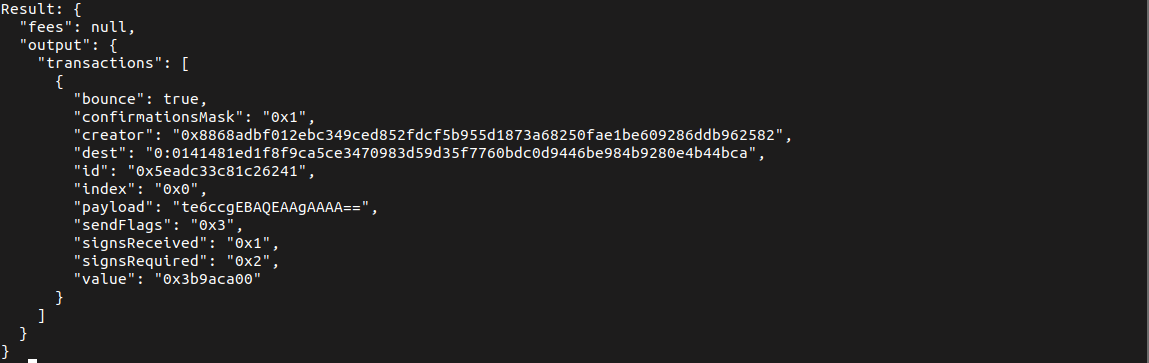 Result: {
  "fees": null,
  "output": {
    "transactions": [
      {
        "bounce": true,
        "confirmationsMask": "0x1",
        "creator": "0x8868adbf012ebc349ced852fdcf5b955d1873a68250fae1be609286ddb962582",
        "dest": "0:0141481ed1f8f9ca5ce3470983d59d35f7760bdc0d9446be984b9280e4b44bca",
        "id": "0x5eadc33c81c26241",
        "index": "0x0",
        "payload": "te6ccgEBAQEAAgAAAA==",
        "sendFlags": "0x3",
        "signsReceived": "0x1",
        "signsRequired": "0x2",
        "value": "0x3b9aca00"
      }
    ]
  }
}